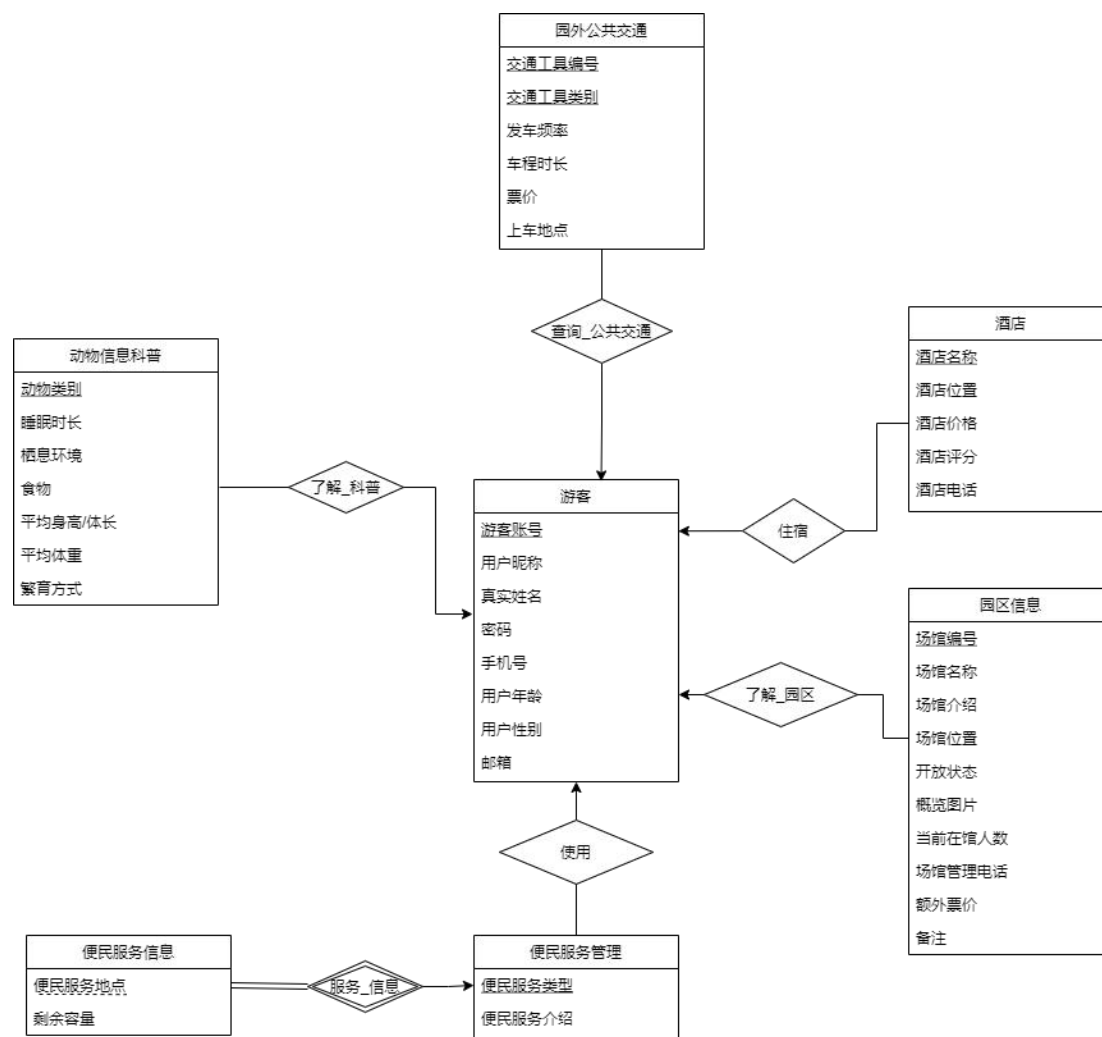 园外公共交通
交通工具编号
交通工具类别
发车频率
车程时长
票价
上车地点
查询_公共交通
动物信息科普
动物类别
睡眠时长
栖息环境
食物
平均身高/体长
平均体重
繁育方式
了解_科普
游客
游客账号
用户昵称
真实姓名
密码
手机号
用户年龄
用户性别
邮箱
酒店
酒店名称
酒店位置
酒店价格
酒店评分
酒店电话
住宿
园区信息
场馆编号
场馆名称
场馆介绍
场馆位置
开放状态
概览图片
当前在馆人数
场馆管理电话
额外票价
备注
了解_园区
使用
便民服务信息
便民服务地点
剩余容量
服务_信息
便民服务管理
便民服务类型
便民服务介绍